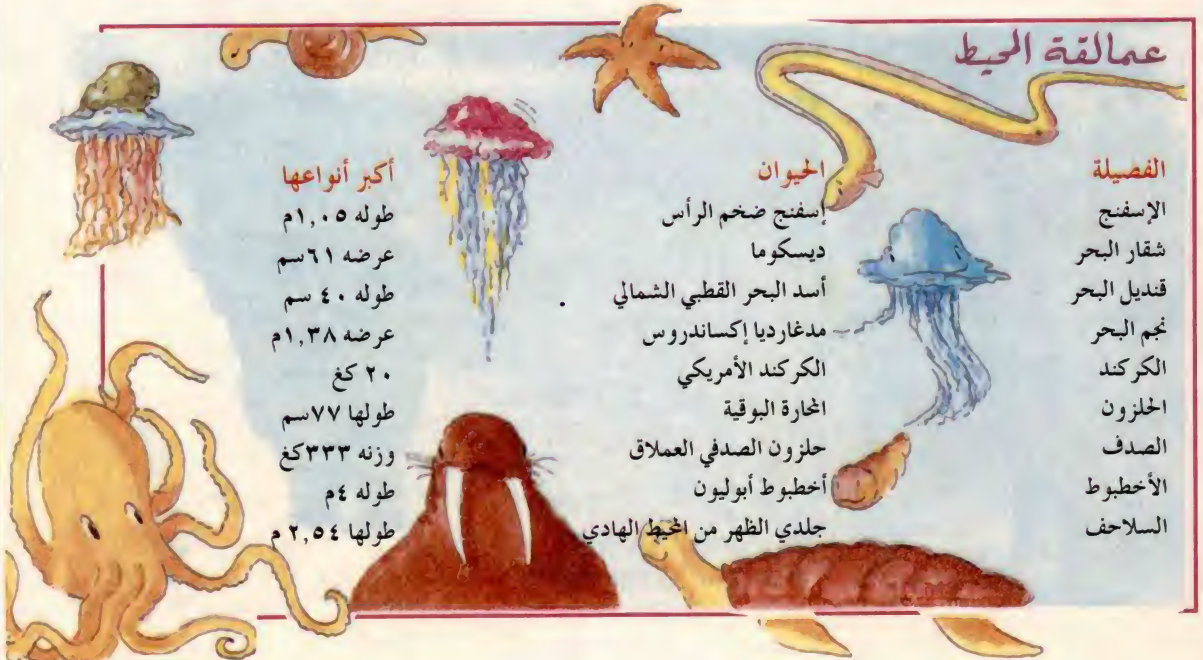 عمالقة المحيط
الفصيلة الحيوان أكبر أنواعها
الإسفنج إسفنج ضخم الرأس طوله ١,٠٥م
شقار البحر ديسكوما عرضه ٦١سم
قنديل البحر أسد البحر القطبي الشمالي طوله ٤٠ سم
نجم البحر مدغارديا إكساندروس عرضه ١,٣٨م
الكركند الكركند الأمريكي ٢٠ كغ
الحلزون المحارة البوقية طولها ٧٧سم
الصدف حلزون الصدفي العملاق وزنه ٣٣٣كغ
الأخطبوط أخطبوط أبوليون طوله ٤م
السلاحف جلدي الظهر من المحيط الهادي طولها ٢,٥٤ م